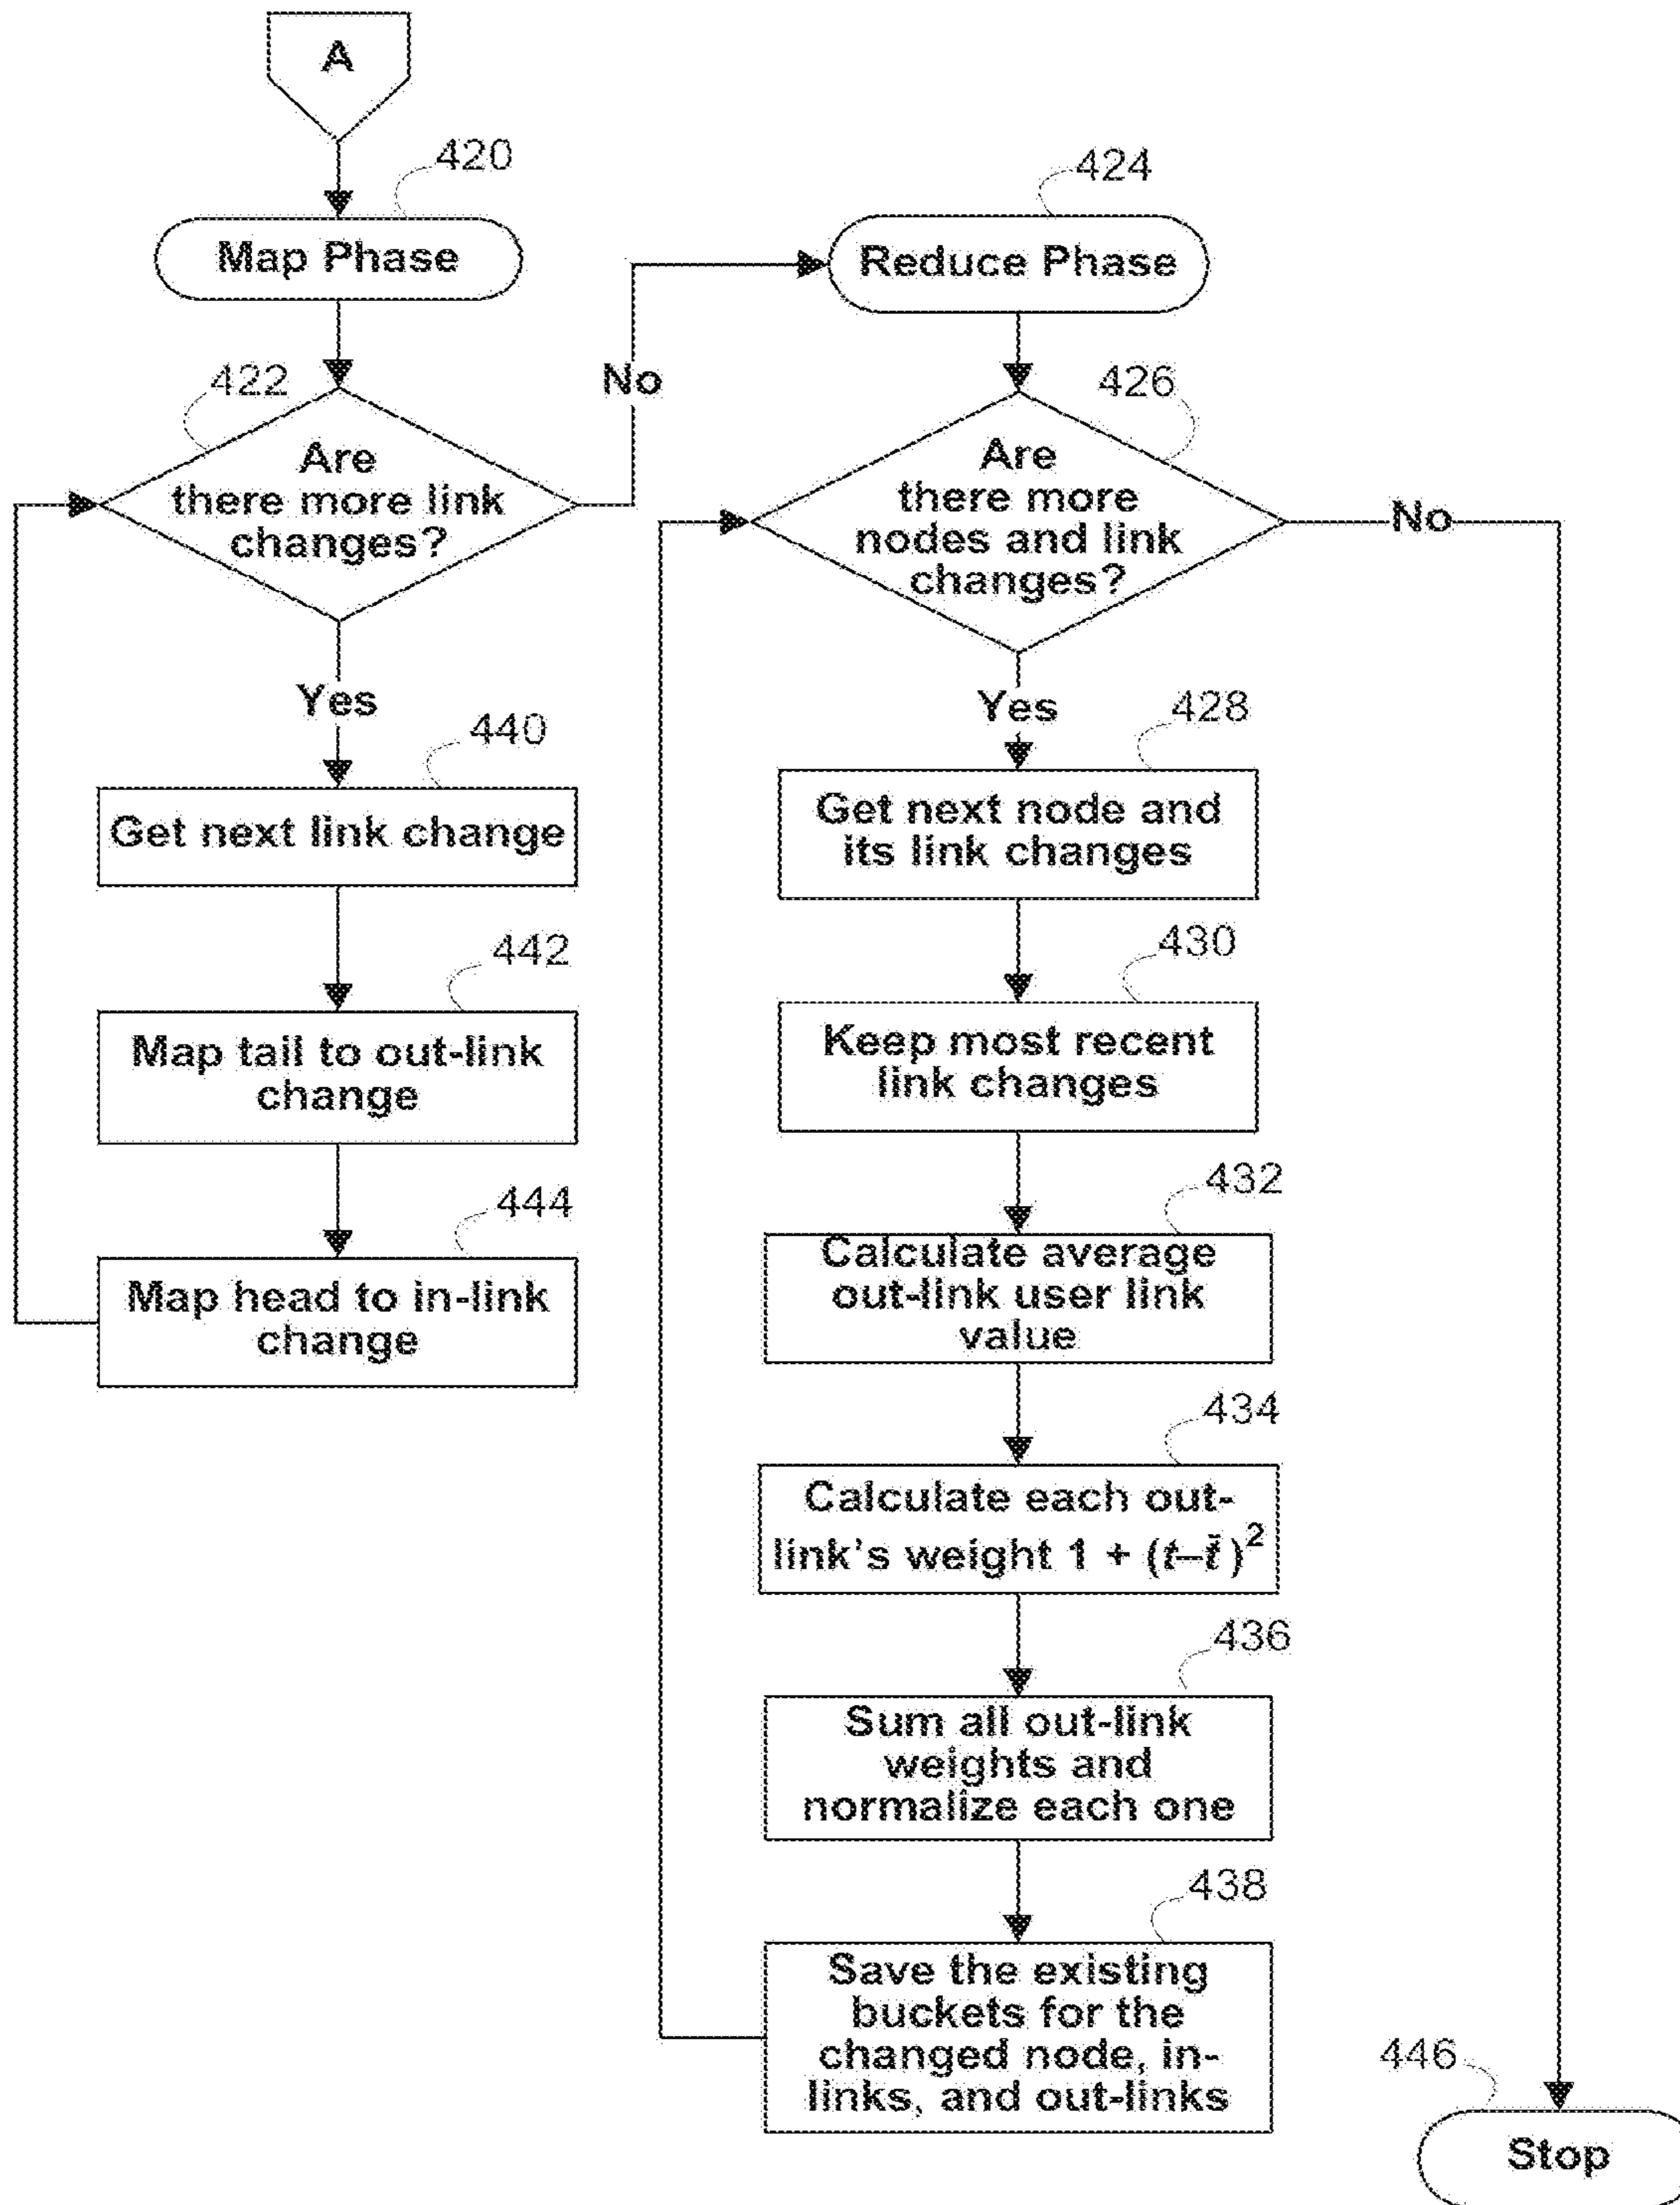 A
420
Map Phase
422
Are
there more link
changes?
No
Yes
440
Get next link change
442
Map tail to out-link
change
444
Map head to in-link
change
424
Reduce Phase
426
Are
there more
nodes and link
changes?
No
Yes
428
Get next node and
its link changes
430
Keep most recent
link changes
432
Calculate average
out-link user link
value
434
Calculate each out-
link's weight 1 + (t–t̄ )²
436
Sum all out-link
weights and
normalize each one
438
Save the existing
buckets for the
changed node, in-
links, and out-links
446
Stop